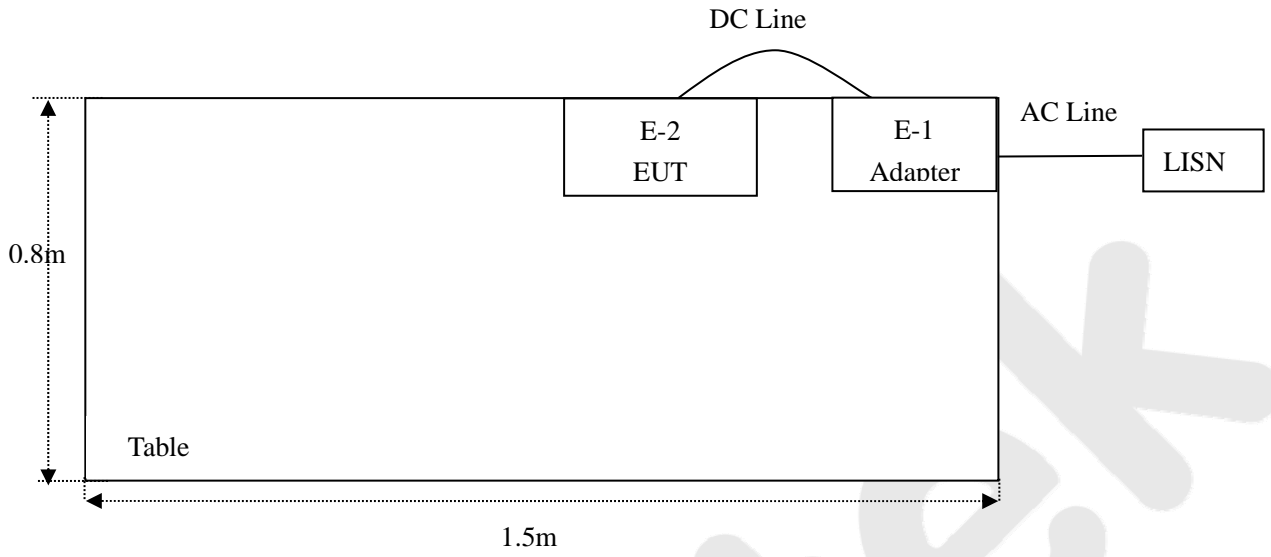 DC Line
E-2
EUT
E-1
Adapter
AC Line
LISN
0.8m
Table
1.5m